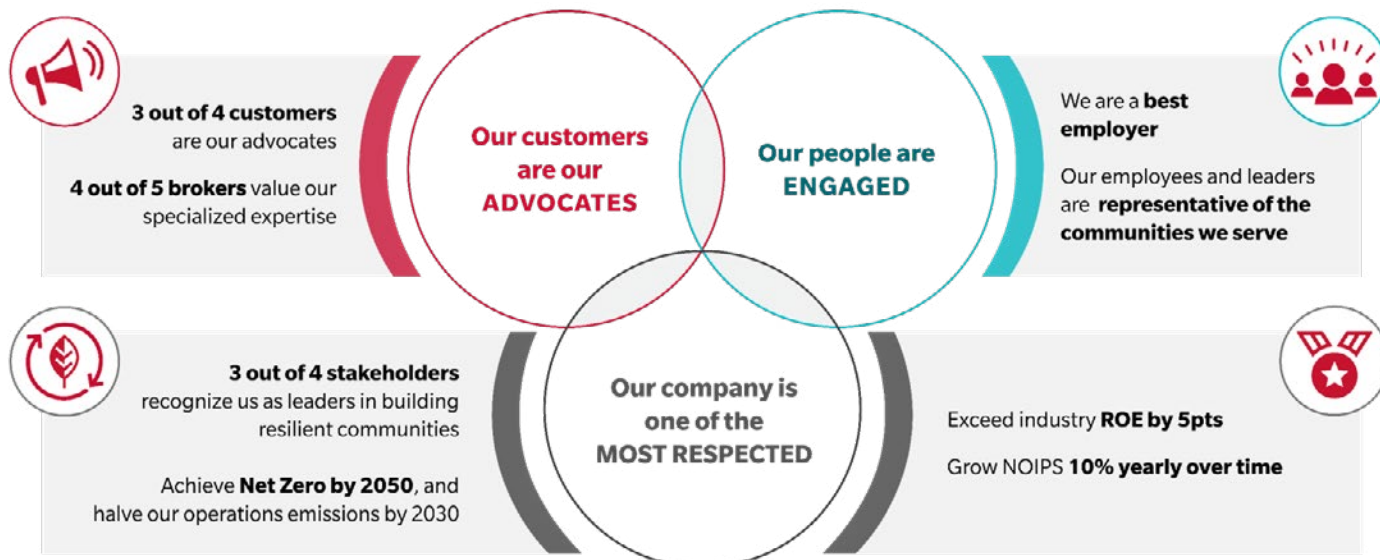 3 out of 4 customers
are our advocates
4 out of 5 brokers value our
specialized expertise
Our customers
are our
ADVOCATES
Our people are
ENGAGED
We are a best
employer
Our employees and leaders
are representative of the
communities we serve
3 out of 4 stakeholders
recognize us as leaders in building
resilient communities
Achieve Net Zero by 2050, and
halve our operations emissions by 2030
Our company is
one of the
MOST RESPECTED
Exceed industry ROE by 5pts
Grow NOIPS 10% yearly over time